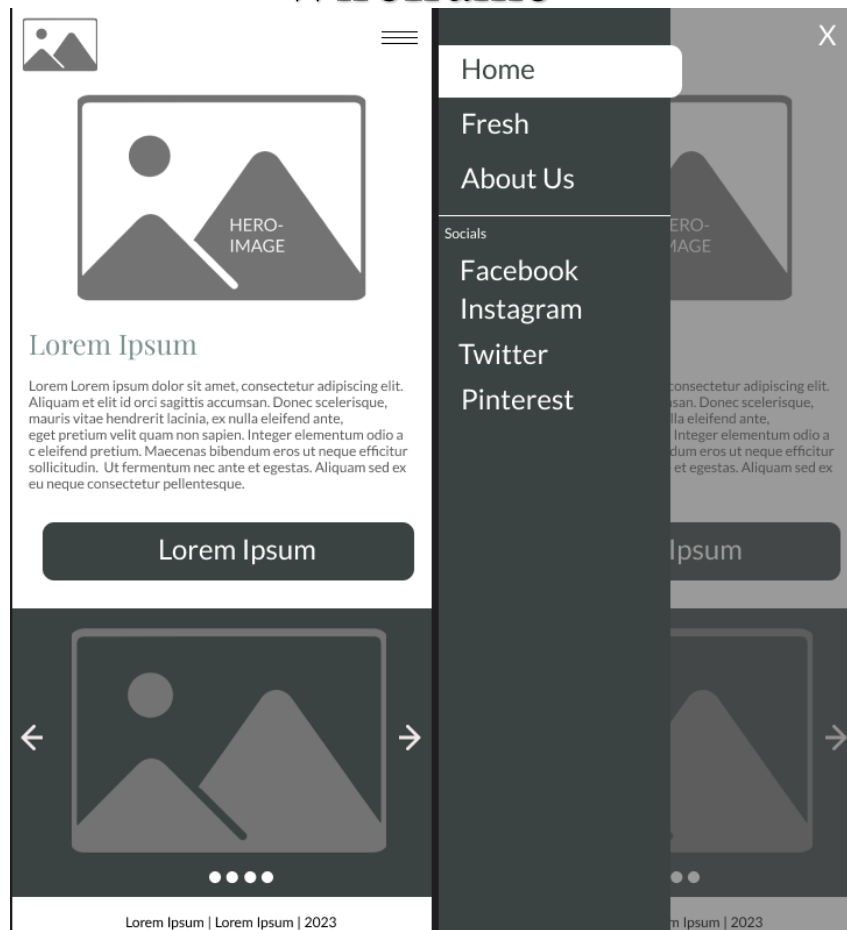 HERO-
IMAGE
Lorem Ipsum
Lorem Lorem ipsum dolor sit amet, consectetur adipiscing elit.
Aliquam et elit id orci sagittis accumsan. Donec scelerisque,
mauris vitae hendrerit lacinia, ex nulla eleifend ante,
eget pretium velit quam non sapien. Integer elementum odio a
c eleifend pretium. Maecenas bibendum eros ut neque efficitur
sollicitudin. Ut fermentum nec ante et egestas. Aliquam sed ex
eu neque consectetur pellentesque.
Lorem Ipsum
Lorem Ipsum | Lorem Ipsum | 2023
X
Home
Fresh
About Us
Socials
Facebook
Instagram
Twitter
Pinterest
ERO-
AGE
consectetur adipiscing elit.
san. Donec scelerisque,
lla eleifend ante,
Integer elementum odio a
dum eros ut neque efficitur
et egestas. Aliquam sed ex
Ipsum
m Ipsum | 2023